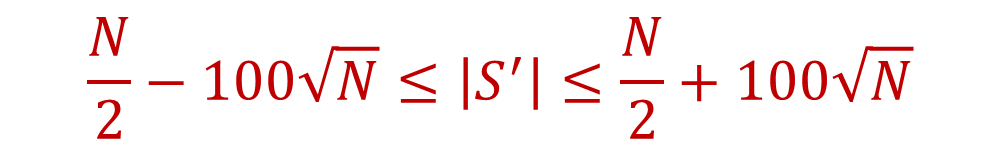 N/2 − 100√N ≤ |S′| ≤ N/2 + 100√N